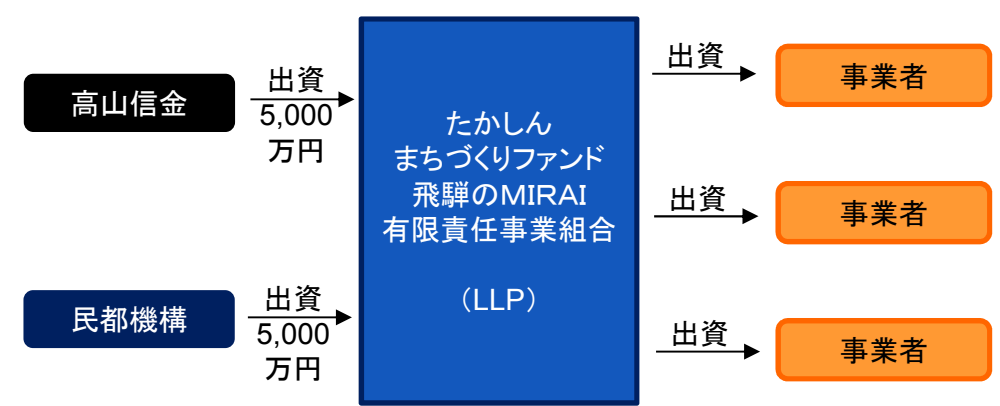 高山信金
出資
5,000
万円
民都機構
出資
5,000
万円
たかしん
まちづくりファンド
飛騨のMIRAI
有限責任事業組合
（LLP）
出資
事業者
出資
事業者
出資
事業者